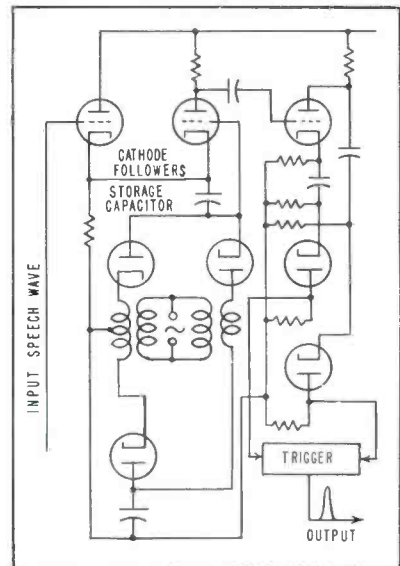 CATHODE
FOLLOWERS
STORAGE
CAPACITOR
INPUT SPEECH WAVE
TRIGGER
OUTPUT